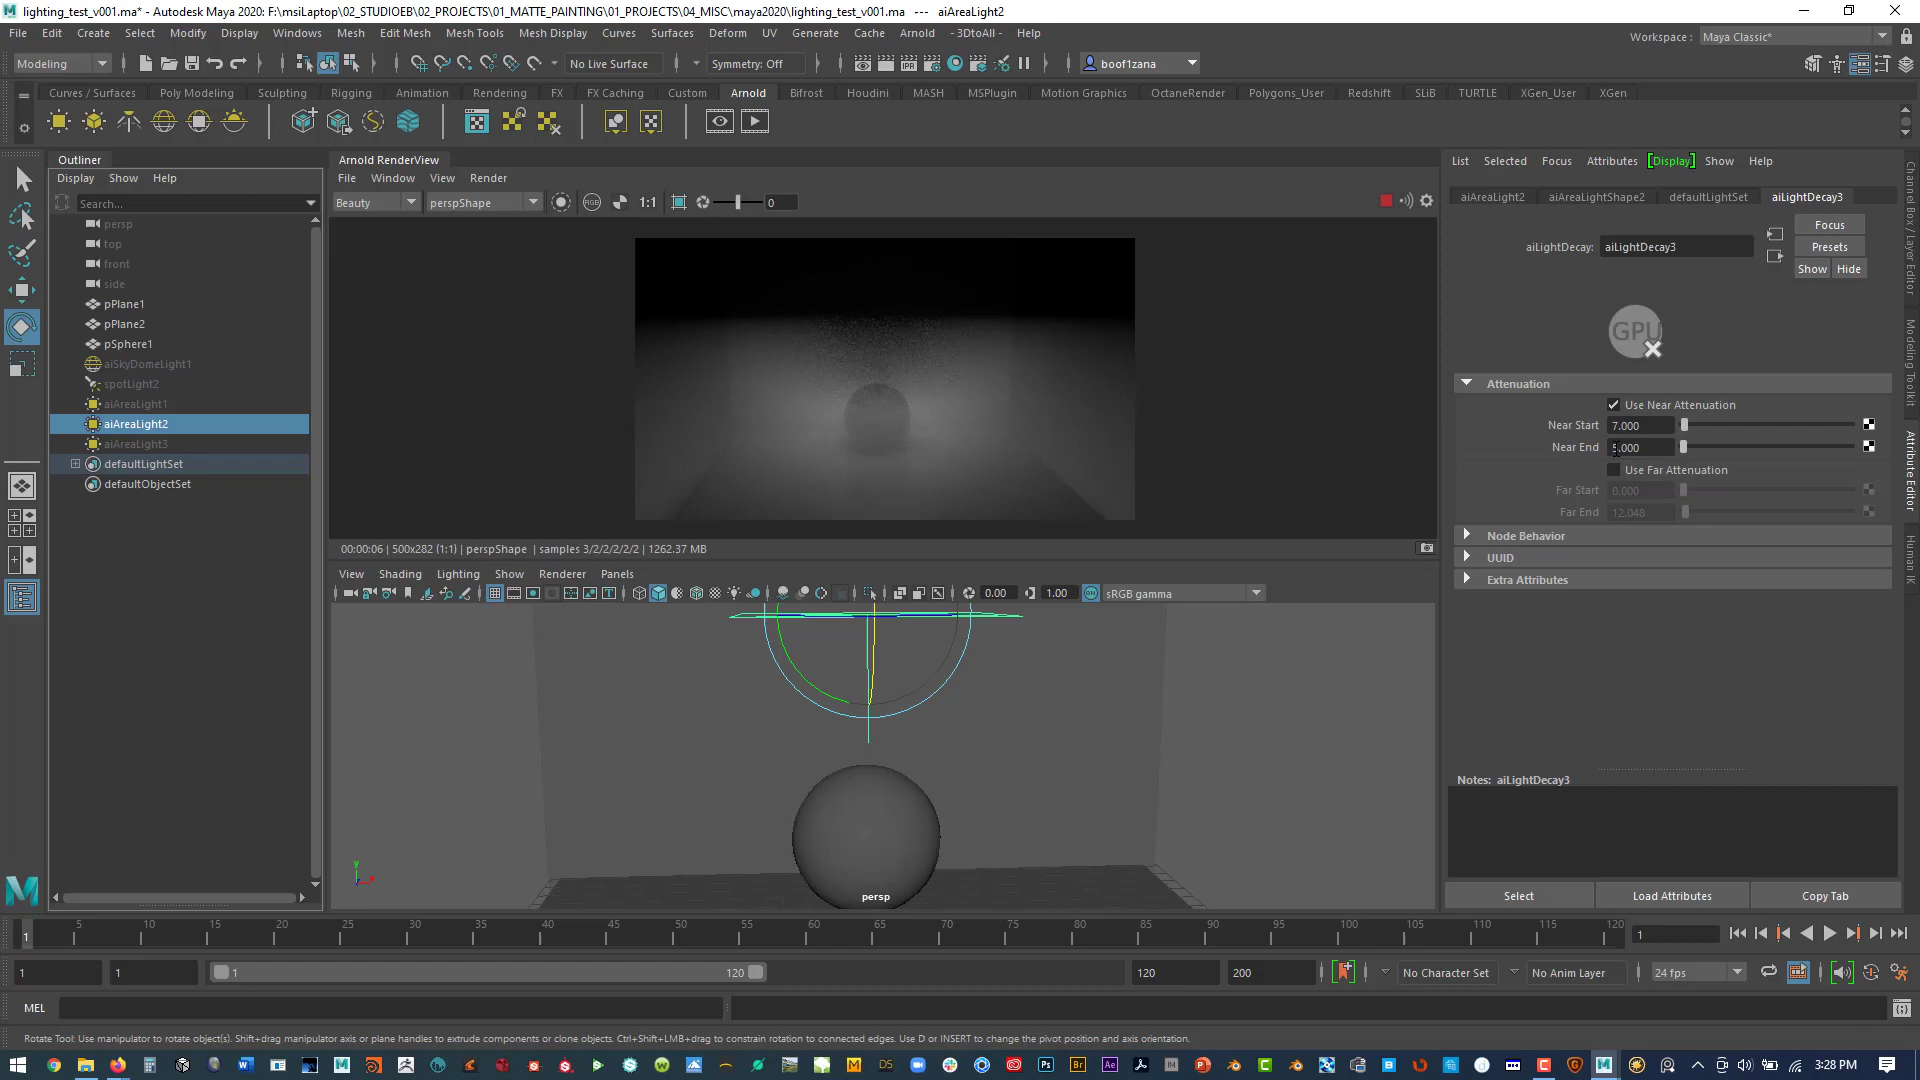 lighting_test_v001.ma* - Autodesk Maya 2020: F:\msiLaptop\02_STUDIOEB\02_PROJECTS\01_MATTE_PAINTING\01_PROJECTS\04_MISC\maya2020\lighting_test_v001.ma --- aiAreaLight2
File Edit Create Select Modify Display Windows Mesh Edit Mesh Mesh Tools Mesh Display Curves Surfaces Deform UV Generate Cache Arnold - 3DtoAll - Help
Workspace : Maya Classic*
Modeling No Live Surface Symmetry: Off boof1zana
Curves / Surfaces Poly Modeling Sculpting Rigging Animation Rendering FX FX Caching Custom Arnold Bifrost Houdini MASH MSPlugin Motion Graphics OctaneRender Polygons_User Redshift SLiB TURTLE XGen_User XGen
Outliner
Display Show Help
Search...
persp
top
front
side
pPlane1
pPlane2
pSphere1
aiSkyDomeLight1
spotLight2
aiAreaLight1
aiAreaLight2
aiAreaLight3
defaultLightSet
defaultObjectSet
Arnold RenderView
File Window View Render
Beauty perspShape RGB 1:1 0
00:00:06 | 500x282 (1:1) | perspShape | samples 3/2/2/2/2/2 | 1262.37 MB
View Shading Lighting Show Renderer Panels
0.00 1.00 ON sRGB gamma
y
x
persp
List Selected Focus Attributes [Display] Show Help
aiAreaLight2 aiAreaLightShape2 defaultLightSet aiLightDecay3
Focus
aiLightDecay: aiLightDecay3
Presets
Show Hide
GPU
Attenuation
Use Near Attenuation
Near Start 7.000
Near End 5.000
Use Far Attenuation
Far Start 0.000
Far End 12.048
Node Behavior
UUID
Extra Attributes
Notes: aiLightDecay3
Select Load Attributes Copy Tab
Channel Box / Layer Editor
Modeling Toolkit
Attribute Editor
Human IK
1 5 10 15 20 25 30 35 40 45 50 55 60 65 70 75 80 85 90 95 100 105 110 115 120 1
1 1 1 120 120 200 No Character Set No Anim Layer 24 fps
MEL
Rotate Tool: Use manipulator to rotate object(s). Shift+drag manipulator axis or plane handles to extrude components or clone objects. Ctrl+Shift+LMB+drag to constrain rotation to connected edges. Use D or INSERT to change the pivot position and axis orientation.
3:28 PM